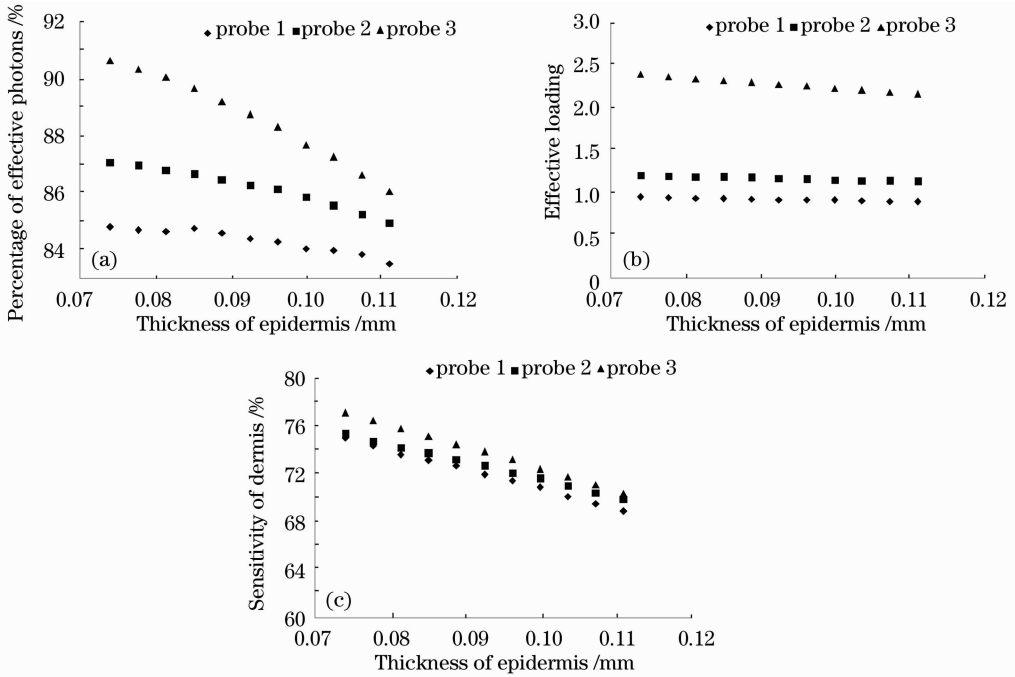 Percentage of effective photons /%
92
90
88
86
84
probe 1 probe 2 probe 3
(a)
0.07 0.08 0.09 0.10 0.11 0.12
Thickness of epidermis /mm
Effective loading
3.0
2.5
2.0
1.5
1.0
0.5
0
probe 1 probe 2 probe 3
(b)
0.07 0.08 0.09 0.10 0.11 0.12
Thickness of epidermis /mm
Sensitivity of dermis /%
80
76
72
68
64
60
probe 1 probe 2 probe 3
(c)
0.07 0.08 0.09 0.10 0.11 0.12
Thickness of epidermis /mm